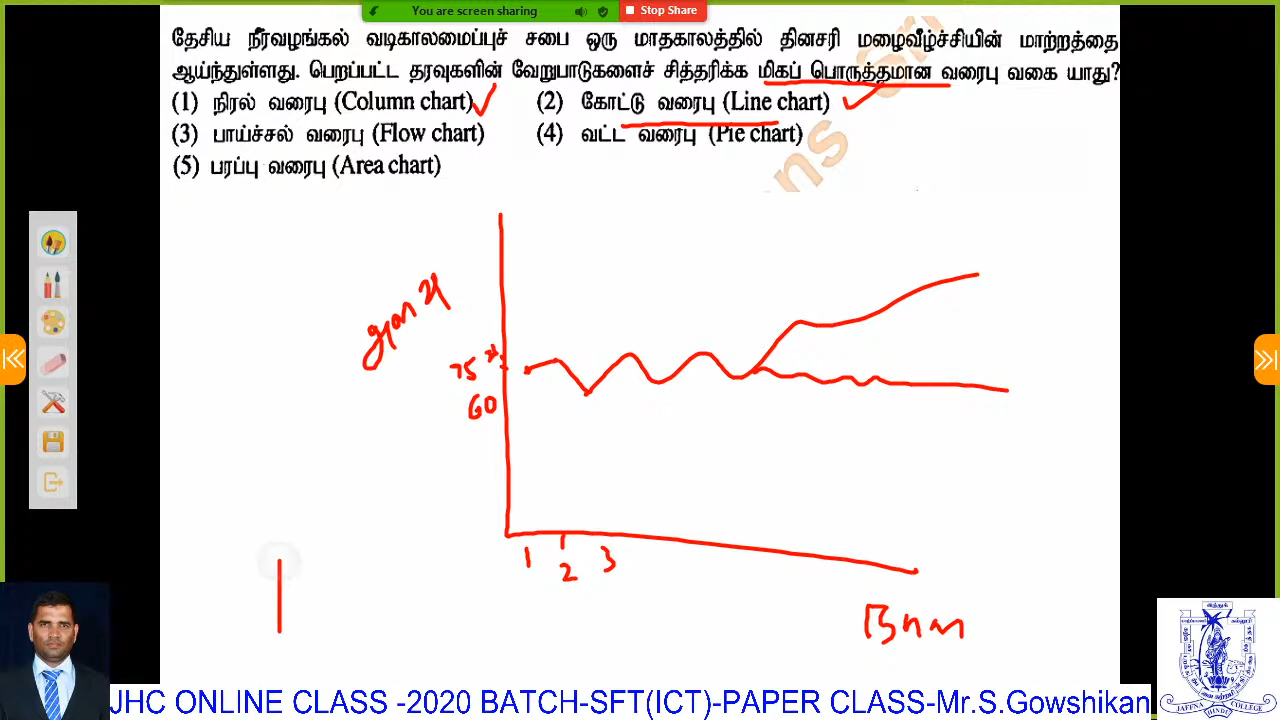 You are screen sharing
Stop Share
தேசிய நீர்வழங்கல் வடிகாலமைப்புச் சபை ஒரு மாதகாலத்தில் தினசரி மழைவீழ்ச்சியின் மாற்றத்தை
ஆய்ந்துள்ளது. பெறப்பட்ட தரவுகளின் வேறுபாடுகளைச் சித்தரிக்க மிகப் பொருத்தமான வரைபு வகை யாது?
(1) நிரல் வரைபு (Column chart) (2) கோட்டு வரைபு (Line chart)
(3) பாய்ச்சல் வரைபு (Flow chart) (4) வட்ட வரைபு (Pie chart)
(5) பரப்பு வரைபு (Area chart)
75
60
1 2 3
JHC ONLINE CLASS -2020 BATCH-SFT(ICT)-PAPER CLASS-Mr.S.Gowshikan
JAFFNA HINDU COLLEGE